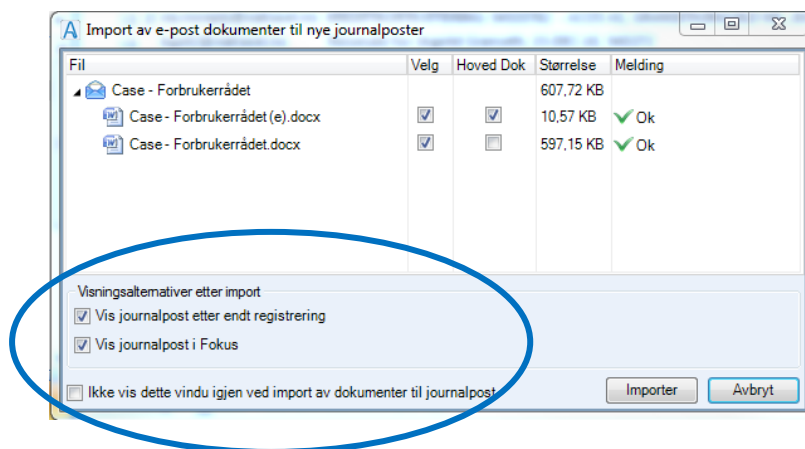 Import av e-post dokumenter til nye journalposter
Fil Velg Hoved Dok Størrelse Melding
Case - Forbrukerrådet 607,72 KB
Case - Forbrukerrådet (e).docx 10,57 KB Ok
Case - Forbrukerrådet.docx 597,15 KB Ok
Visningsalternativer etter import
Vis journalpost etter endt registrering
Vis journalpost i Fokus
Ikke vis dette vindu igjen ved import av dokumenter til journalpost Importer Avbryt